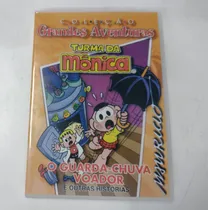 Grandes Aventuras
TURMA DA
Mônica
O GUARDA-CHUVA
VOADOR
E OUTRAS HISTÓRIAS